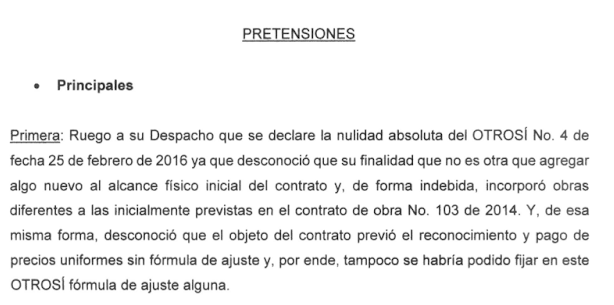 PRETENSIONES
• Principales
Primera: Ruego a su Despacho que se declare la nulidad absoluta del OTROSÍ No. 4 de
fecha 25 de febrero de 2016 ya que desconoció que su finalidad que no es otra que agregar
algo nuevo al alcance físico inicial del contrato y, de forma indebida, incorporó obras
diferentes a las inicialmente previstas en el contrato de obra No. 103 de 2014. Y, de esa
misma forma, desconoció que el objeto del contrato previó el reconocimiento y pago de
precios uniformes sin fórmula de ajuste y, por ende, tampoco se habría podido fijar en este
OTROSÍ fórmula de ajuste alguna.